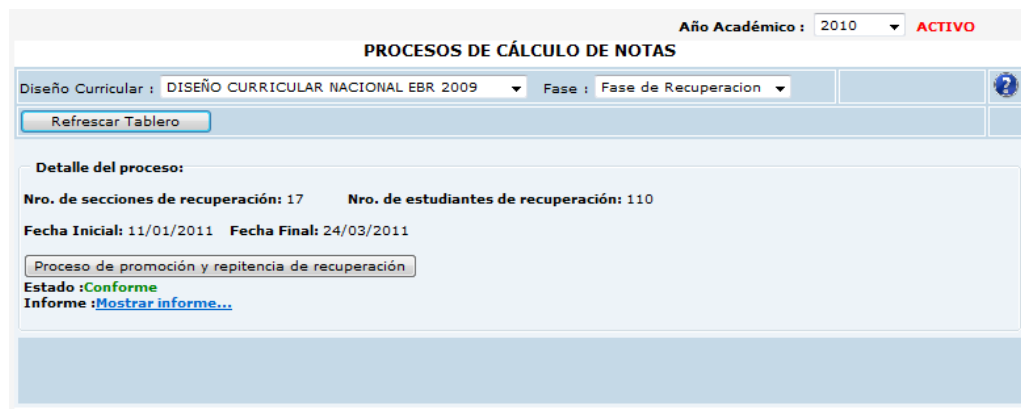 Año Académico : 2010 ACTIVO
PROCESOS DE CÁLCULO DE NOTAS
Diseño Curricular : DISEÑO CURRICULAR NACIONAL EBR 2009 Fase : Fase de Recuperacion ?
Refrescar Tablero
Detalle del proceso:
Nro. de secciones de recuperación: 17 Nro. de estudiantes de recuperación: 110
Fecha Inicial: 11/01/2011 Fecha Final: 24/03/2011
Proceso de promoción y repitencia de recuperación
Estado :Conforme
Informe :Mostrar informe...